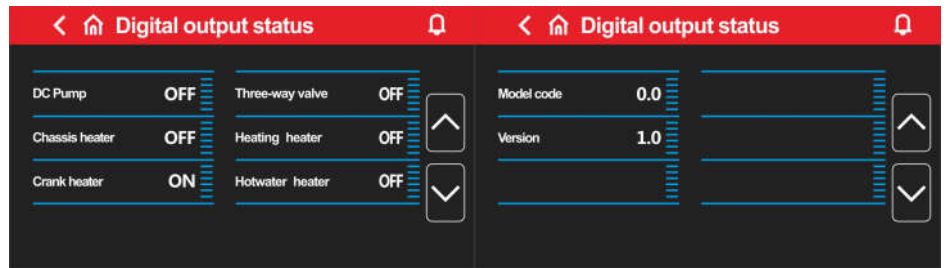 Digital output status
DC Pump OFF Three-way valve OFF
Chassis heater OFF Heating heater OFF
Crank heater ON Hotwater heater OFF
Digital output status
Model code 0.0
Version 1.0